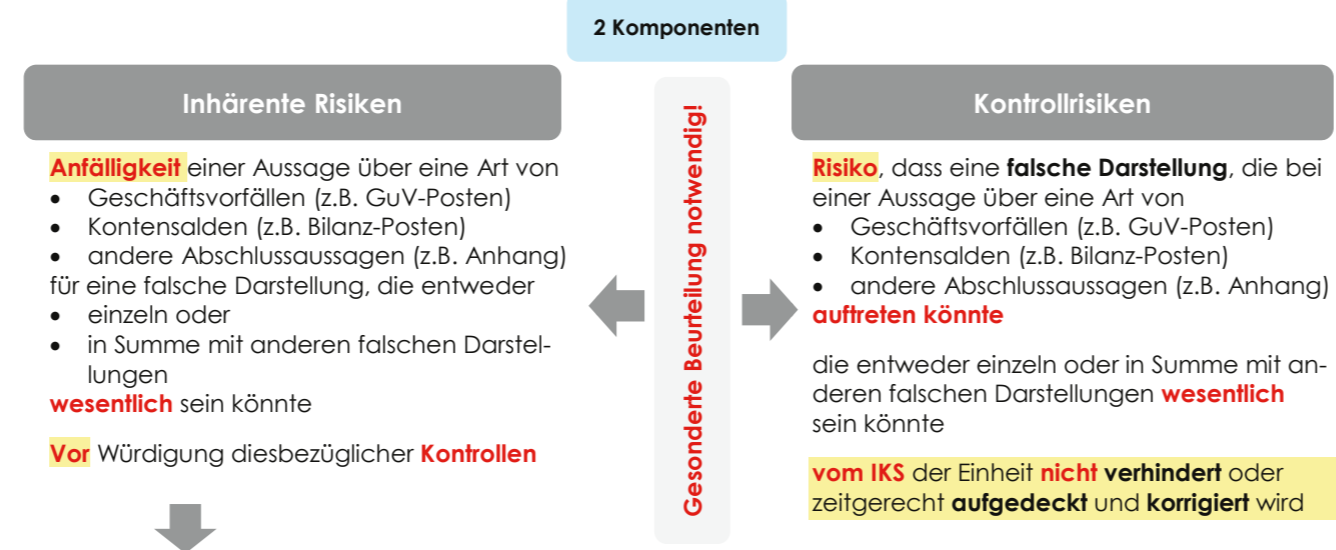 2 Komponenten
Inhärente Risiken
Anfälligkeit einer Aussage über eine Art von
• Geschäftsvorfällen (z.B. GuV-Posten)
• Kontensalden (z.B. Bilanz-Posten)
• andere Abschlussaussagen (z.B. Anhang)
für eine falsche Darstellung, die entweder
• einzeln oder
• in Summe mit anderen falschen Darstel-
lungen
wesentlich sein könnte
Vor Würdigung diesbezüglicher Kontrollen
Gesonderte Beurteilung notwendig!
Kontrollrisiken
Risiko, dass eine falsche Darstellung, die bei
einer Aussage über eine Art von
• Geschäftsvorfällen (z.B. GuV-Posten)
• Kontensalden (z.B. Bilanz-Posten)
• andere Abschlussaussagen (z.B. Anhang)
auftreten könnte
die entweder einzeln oder in Summe mit an-
deren falschen Darstellungen wesentlich
sein könnte
vom IKS der Einheit nicht verhindert oder
zeitgerecht aufgedeckt und korrigiert wird